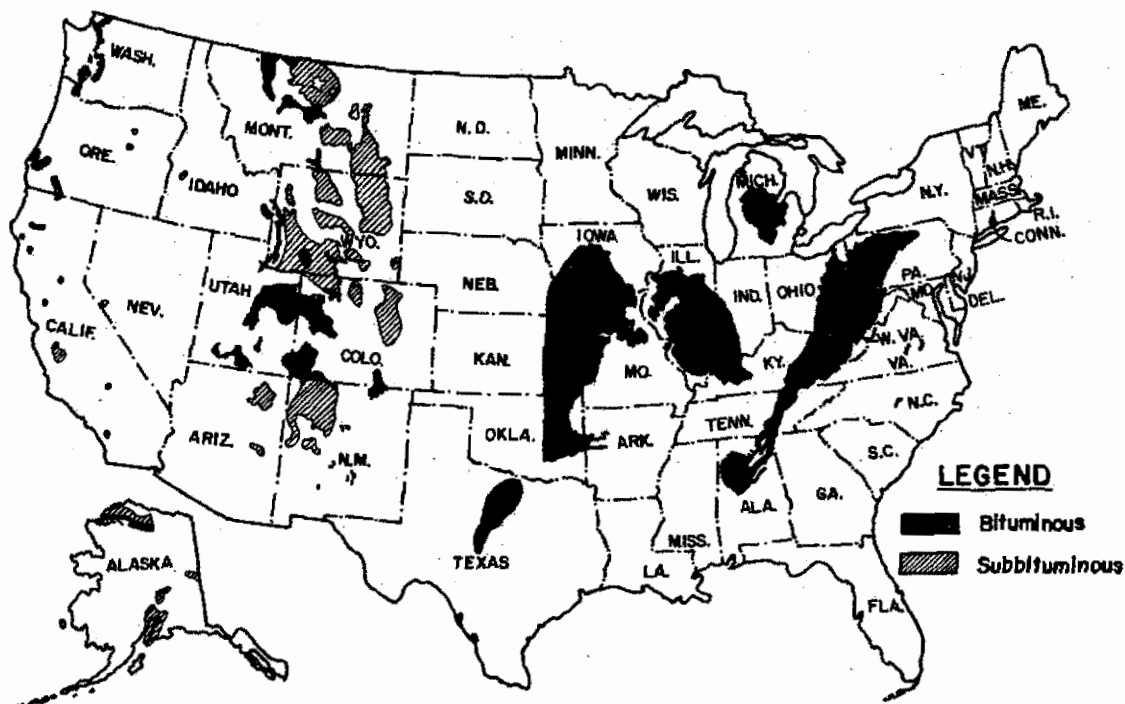 WASH.
ORE.
IDAHO
MONT.
N.D.
S.D.
MINN.
WIS.
MICH.
N.Y.
ME.
VT.
N.H.
MASS.
R.I.
CONN.
WYO.
NEB.
IOWA
ILL.
IND.
OHIO
PA.
N.J.
MD.
DEL.
CALIF.
NEV.
UTAH
COLO.
KAN.
MO.
KY.
W. VA.
VA.
ARIZ.
N.M.
OKLA.
ARK.
TENN.
N.C.
S.C.
TEXAS
LA.
MISS.
ALA.
GA.
FLA.
ALASKA
LEGEND
Bituminous
Subbituminous